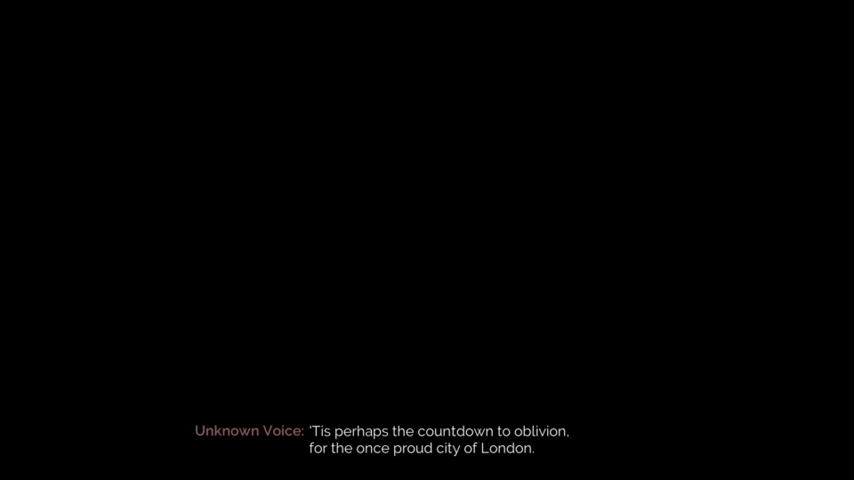 Unknown Voice: 'Tis perhaps the countdown to oblivion,
for the once proud city of London.